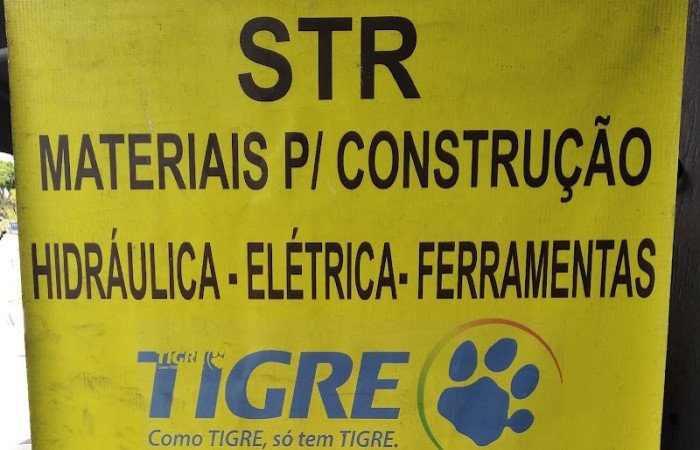 STR
MATERIAIS P/ CONSTRUÇÃO
HIDRÁULICA - ELÉTRICA- FERRAMENTAS
TIGRE
TIGRE
Como TIGRE, só tem TIGRE.